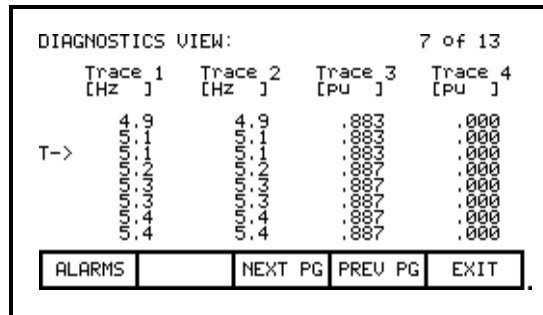 DIAGNOSTICS VIEW: 7 of 13
Trace 1 Trace 2 Trace 3 Trace 4
[Hz ] [Hz ] [pu ] [pu ]
4.9 4.9 .883 .000
5.1 5.1 .883 .000
T-> 5.1 5.1 .883 .000
5.2 5.2 .887 .000
5.3 5.3 .887 .000
5.3 5.3 .887 .000
5.4 5.4 .887 .000
5.4 5.4 .887 .000
ALARMS NEXT PG PREV PG EXIT